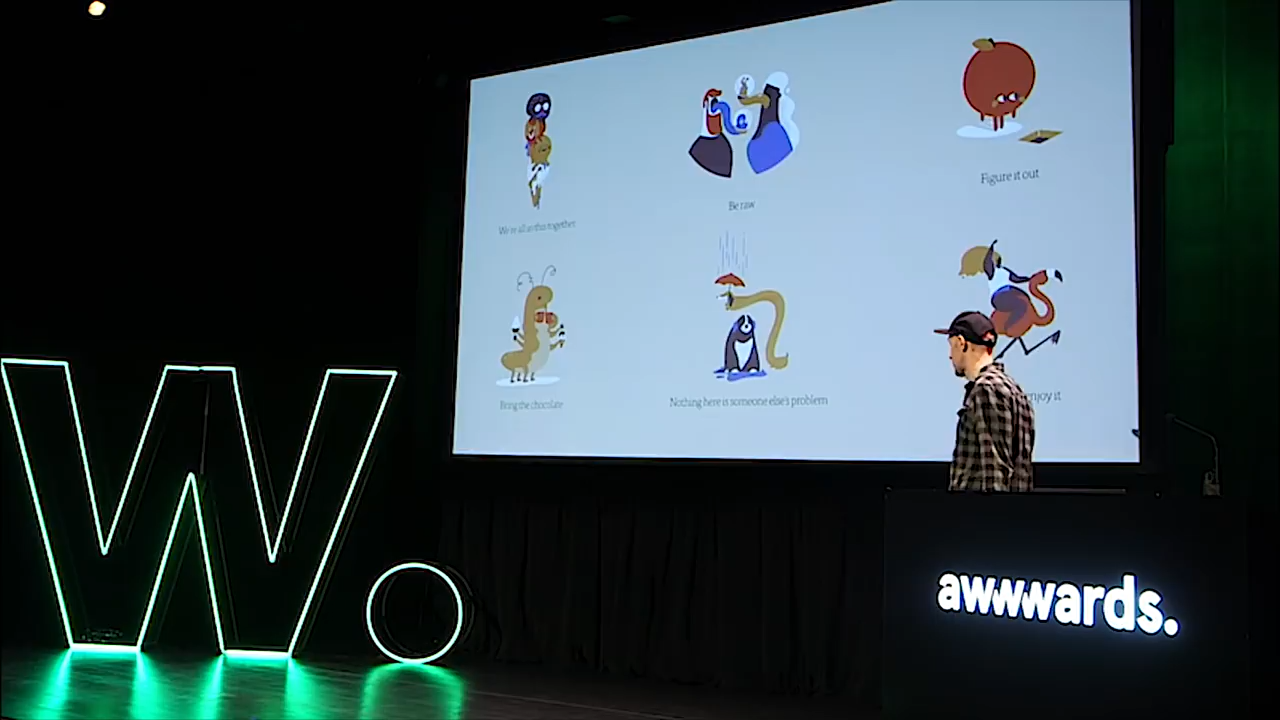 We're all in this together
Be raw
Figure it out
Bring the chocolate
Nothing here is someone else's problem
enjoy it
W.
awwwards.